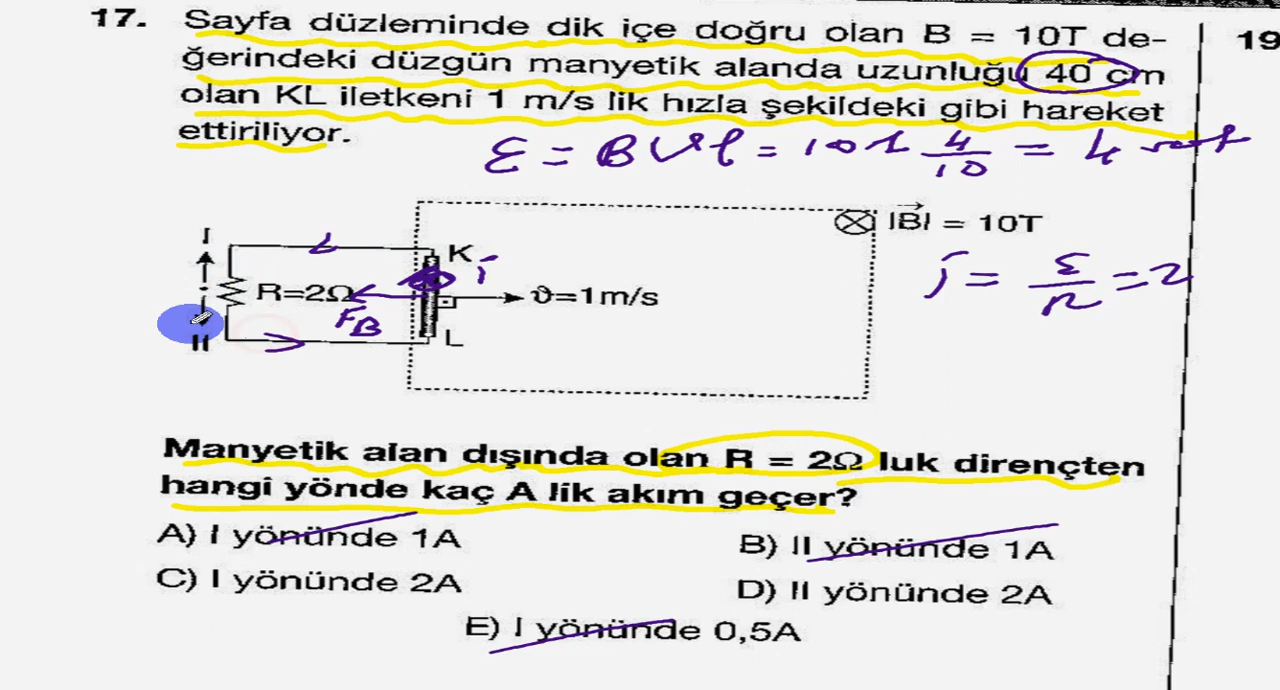 17. Sayfa düzleminde dik içe doğru olan B = 10T de-
ğerindeki düzgün manyetik alanda uzunluğu 40 cm
olan KL iletkeni 1 m/s lik hızla şekildeki gibi hareket
ettiriliyor.
19
ε = B v l = 10 1 4/10 = 4 volt
|B| = 10T
I
K
i
i = ε/R = 2
i
R=2Ω
ϑ=1m/s
F_B
II
L
Manyetik alan dışında olan R = 2Ω luk dirençten
hangi yönde kaç A lik akım geçer?
A) I yönünde 1A
B) II yönünde 1A
C) I yönünde 2A
D) II yönünde 2A
E) I yönünde 0,5A